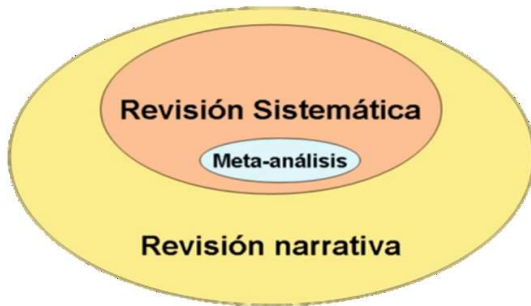 Revisión Sistemática
Meta-análisis
Revisión narrativa